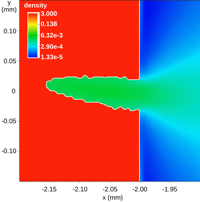 y
(mm)
density
3.000
0.138
6.32e-3
2.90e-4
1.33e-5
0.10
0.05
0
-0.05
-0.10
-2.15 -2.10 -2.05 -2.00 -1.95
x (mm)